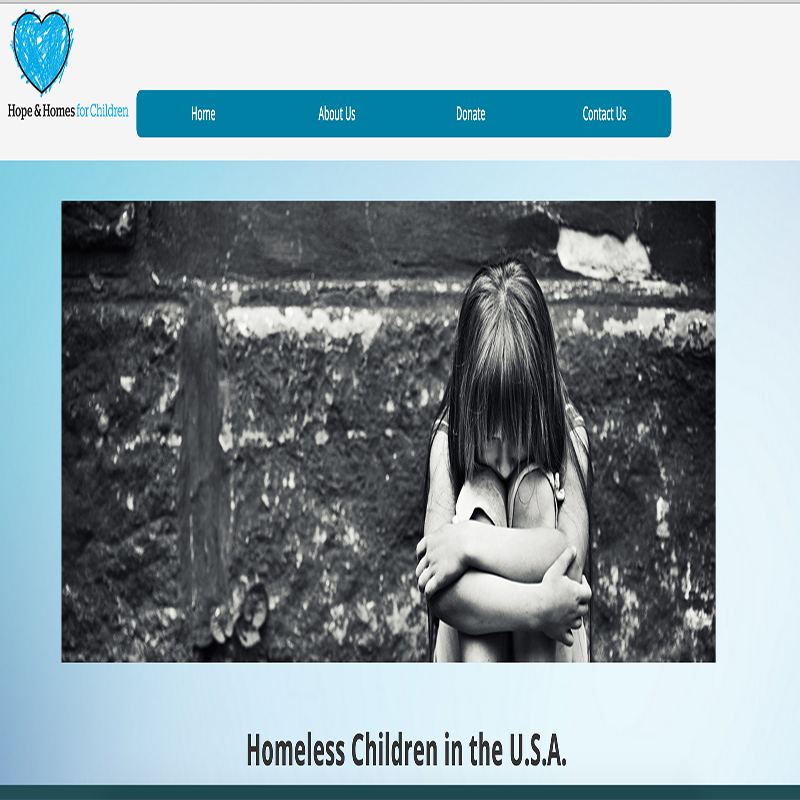 Hope & Homes for Children
Home About Us Donate Contact Us
Homeless Children in the U.S.A.